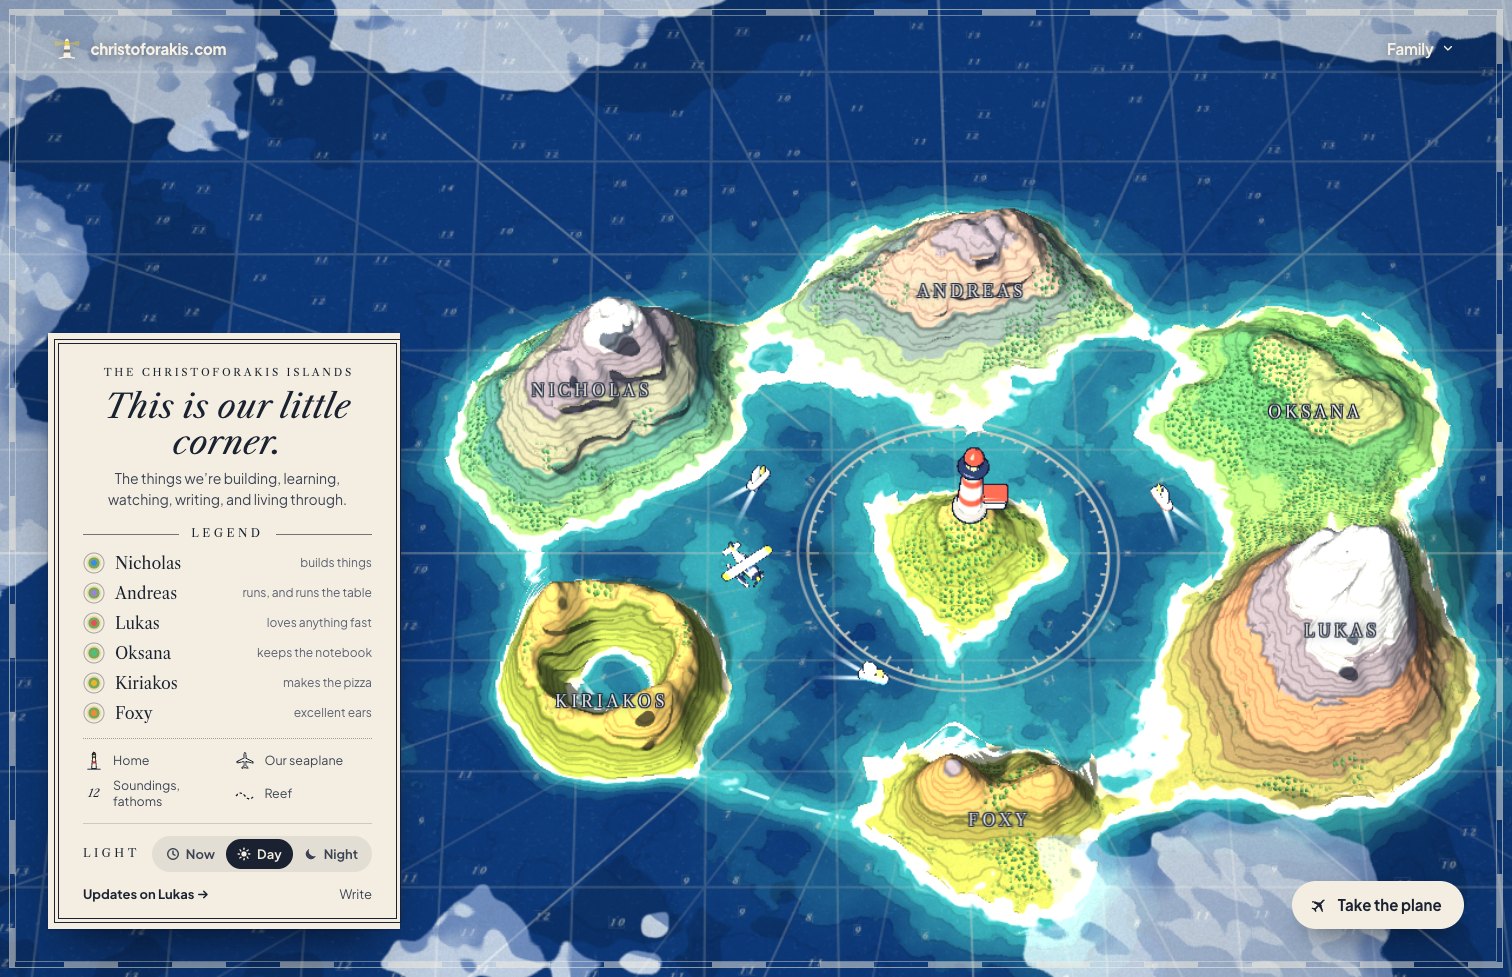 christoforakis.com
Family
ANDREAS
NICHOLAS
OKSANA
LUKAS
KIRIAKOS
FOXY
THE CHRISTOFORAKIS ISLANDS
This is our little
corner.
The things we're building, learning,
watching, writing, and living through.
LEGEND
Nicholas builds things
Andreas runs, and runs the table
Lukas loves anything fast
Oksana keeps the notebook
Kiriakos makes the pizza
Foxy excellent ears
Home Our seaplane
12 Soundings,
fathoms
Reef
LIGHT Now Day Night
Updates on Lukas → Write
Take the plane